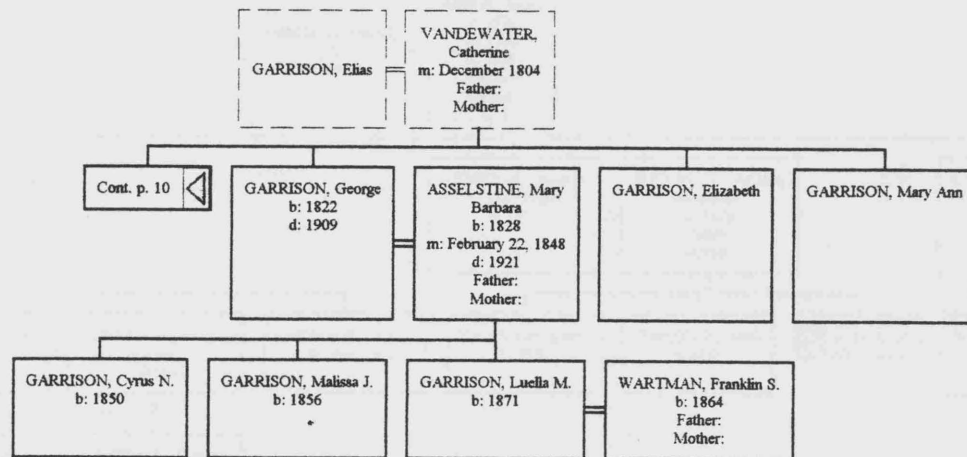 GARRISON, Elias
VANDEWATER,
Catherine
m: December 1804
Father:
Mother:
Cont. p. 10
GARRISON, George
b: 1822
d: 1909
ASSELSTINE, Mary
Barbara
b: 1828
m: February 22, 1848
d: 1921
Father:
Mother:
GARRISON, Elizabeth
GARRISON, Mary Ann
GARRISON, Cyrus N.
b: 1850
GARRISON, Malissa J.
b: 1856
GARRISON, Luella M.
b: 1871
WARTMAN, Franklin S.
b: 1864
Father:
Mother: